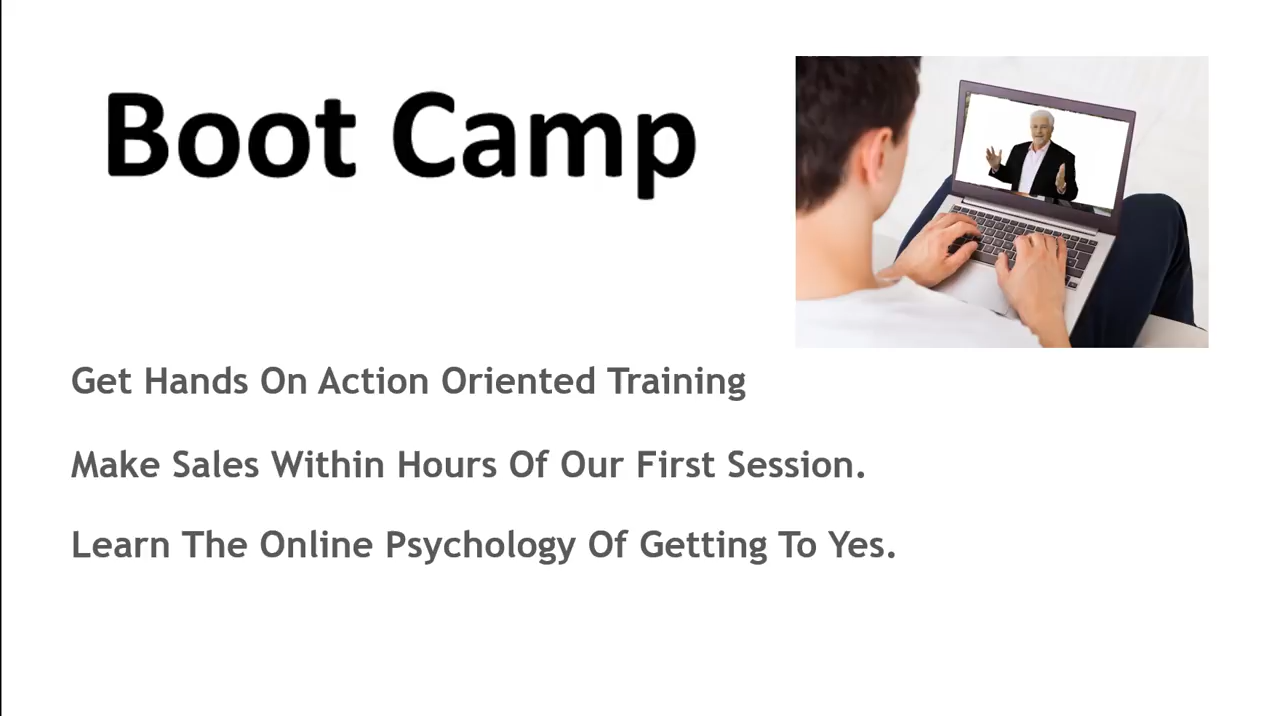 Boot Camp
Get Hands On Action Oriented Training
Make Sales Within Hours Of Our First Session.
Learn The Online Psychology Of Getting To Yes.